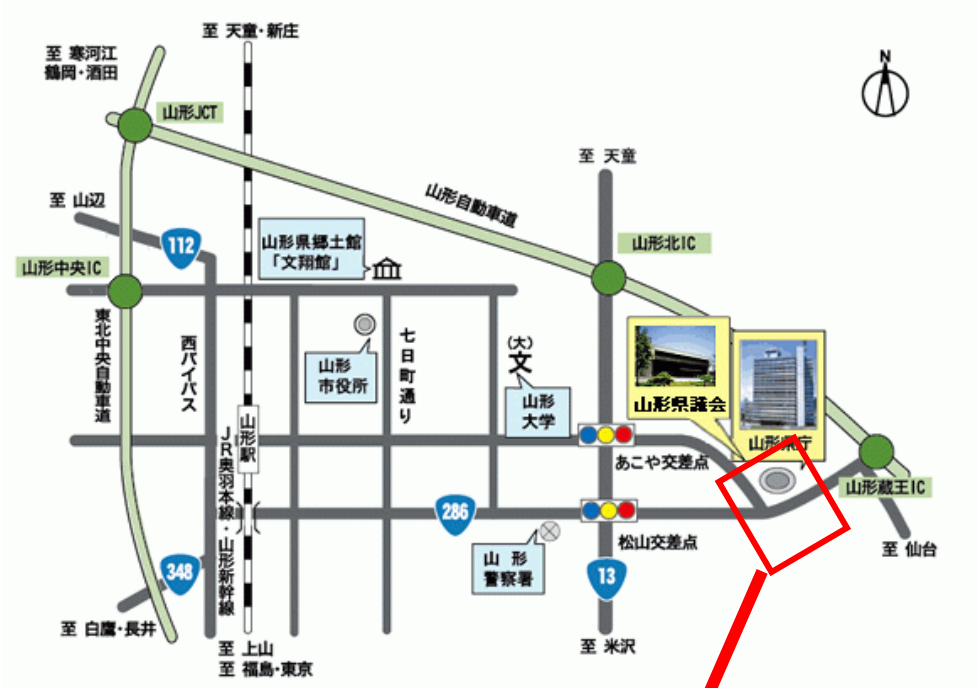 至 天童・新庄
至 寒河江
鶴岡・酒田
N
山形JCT
至 天童
山形自動車道
至 山辺
112
山形県郷土館
「文翔館」
山形北IC
山形中央IC
東北中央自動車道
西バイパス
山形
市役所
七日町通り
(大)
文
山形
大学
山形県議会
山形県庁
山形駅
JR奥羽本線・山形新幹線
あこや交差点
山形蔵王IC
286
松山交差点
至 仙台
山形
警察署
348
13
至 白鷹・長井
至 上山
至 福島・東京
至 米沢